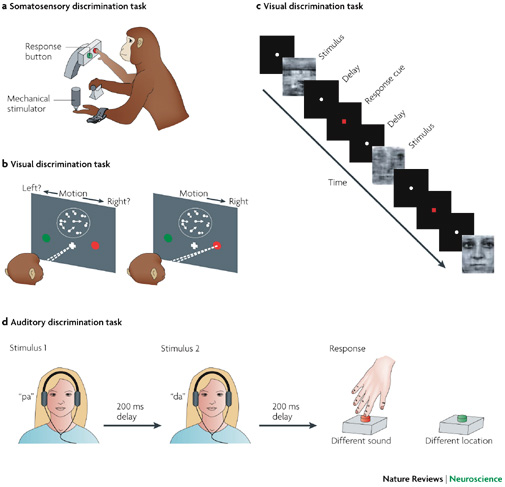 a Somatosensory discrimination task
Response
button
Mechanical
stimulator
b Visual discrimination task
Left?
Motion
Right?
Motion
Right
c Visual discrimination task
Stimulus
Delay
Response cue
Delay
Stimulus
Time
d Auditory discrimination task
Stimulus 1
"pa"
200 ms
delay
Stimulus 2
"da"
200 ms
delay
Response
Different sound
Different location
Nature Reviews | Neuroscience